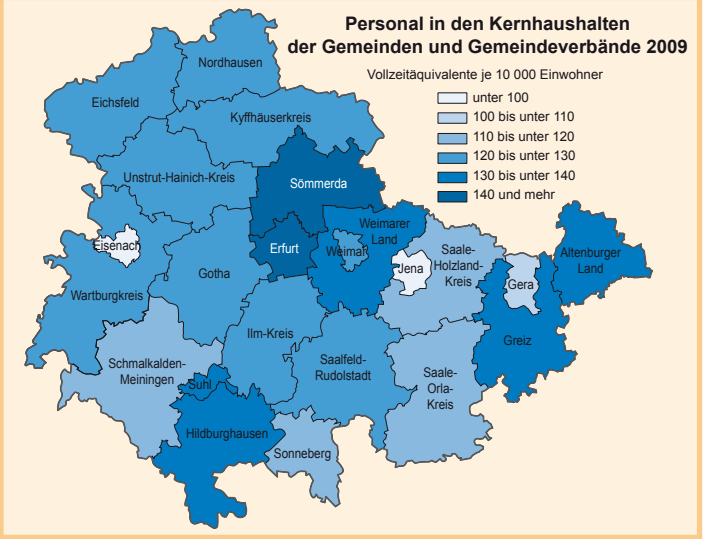 Personal in den Kernhaushalten
der Gemeinden und Gemeindeverbände 2009
Vollzeitäquivalente je 10 000 Einwohner
unter 100
100 bis unter 110
110 bis unter 120
120 bis unter 130
130 bis unter 140
140 und mehr
Nordhausen
Eichsfeld
Kyffhäuserkreis
Unstrut-Hainich-Kreis
Sömmerda
Eisenach
Erfurt
Weimarer
Land
Weimar
Jena
Saale-
Holzland-
Kreis
Gera
Altenburger
Land
Gotha
Wartburgkreis
Ilm-Kreis
Greiz
Schmalkalden-
Meiningen
Saalfeld-
Rudolstadt
Saale-
Orla-
Kreis
Suhl
Hildburghausen
Sonneberg